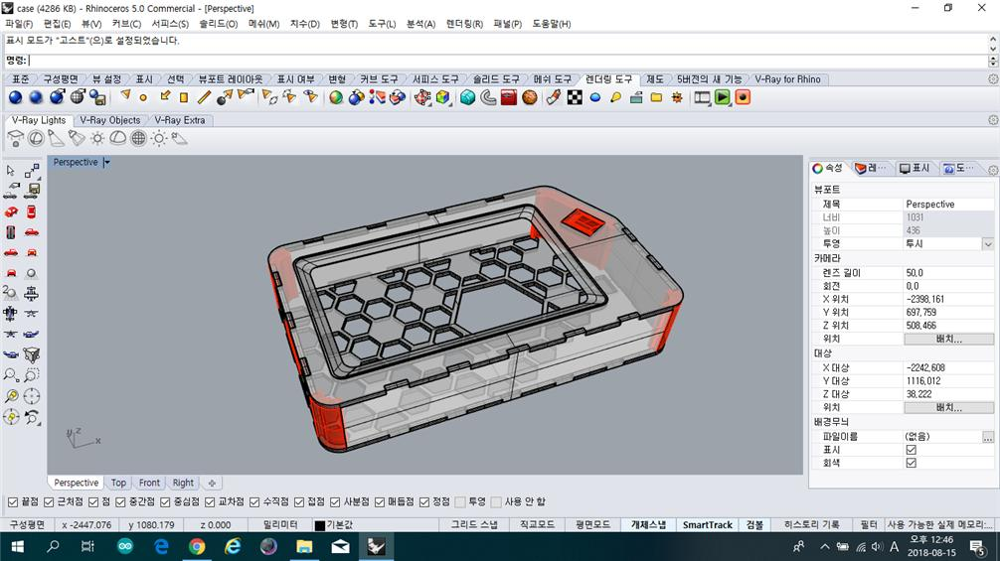 case (4286 KB) - Rhinoceros 5.0 Commercial - [Perspective]
파일(F) 편집(E) 뷰(V) 커브(C) 서피스(S) 솔리드(O) 메쉬(M) 치수(D) 변형(T) 도구(L) 분석(A) 렌더링(R) 패널(P) 도움말(H)
표시 모드가 "고스트"(으)로 설정되었습니다.
명령:
표준 구성평면 뷰 설정 표시 선택 뷰포트 레이아웃 표시 여부 변형 커브 도구 서피스 도구 솔리드 도구 메쉬 도구 렌더링 도구 제도 5버전의 새 기능 V-Ray for Rhino
V-Ray Lights V-Ray Objects V-Ray Extra
Perspective
속성 레… 표시 도…
뷰포트
제목 Perspective
너비 1031
높이 436
투영 투시
카메라
렌즈 길이 50,0
회전 0,0
X 위치 -2398,161
Y 위치 697,759
Z 위치 508,466
위치 배치...
대상
X 대상 -2242,608
Y 대상 1116,012
Z 대상 38,222
위치 배치...
배경무늬
파일이름 (없음) ...
표시
회색
z
y
x
Perspective Top Front Right
끝점 근처점 점 중간점 중심점 교차점 수직점 접점 사분점 매듭점 정점 투영 사용 안 함
구성평면 x -2447.076 y 1080.179 z 0.000 밀리미터 기본값 그리드 스냅 직교모드 평면모드 개체스냅 SmartTrack 검볼 히스토리 기록 필터 사용 가능한 실제 메모리:...
A 오후 12:46
2018-08-15
5